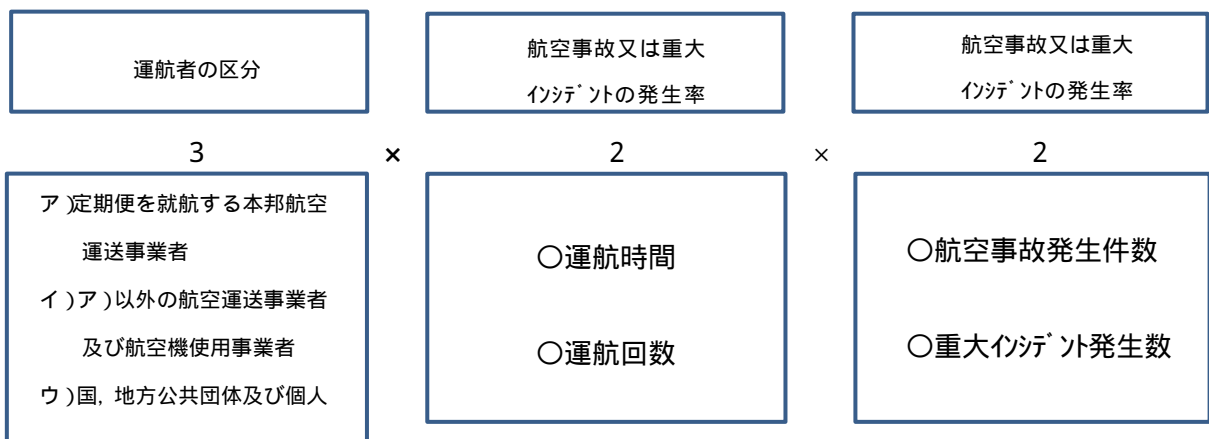 運航者の区分
航空事故又は重大
インシデントの発生率
航空事故又は重大
インシデントの発生率
3 × 2 × 2
ア)定期便を就航する本邦航空
運送事業者
イ)ア)以外の航空運送事業者
及び航空機使用事業者
ウ)国, 地方公共団体及び個人
○運航時間
○運航回数
○航空事故発生件数
○重大インシデント発生数